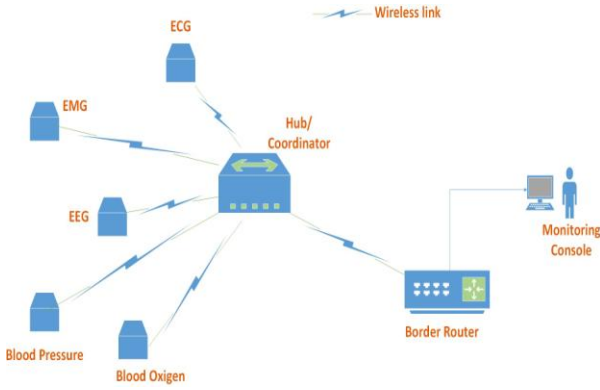 ECG
Wireless link
EMG
Hub/
Coordinator
EEG
Monitoring
Console
Border Router
Blood Pressure
Blood Oxigen